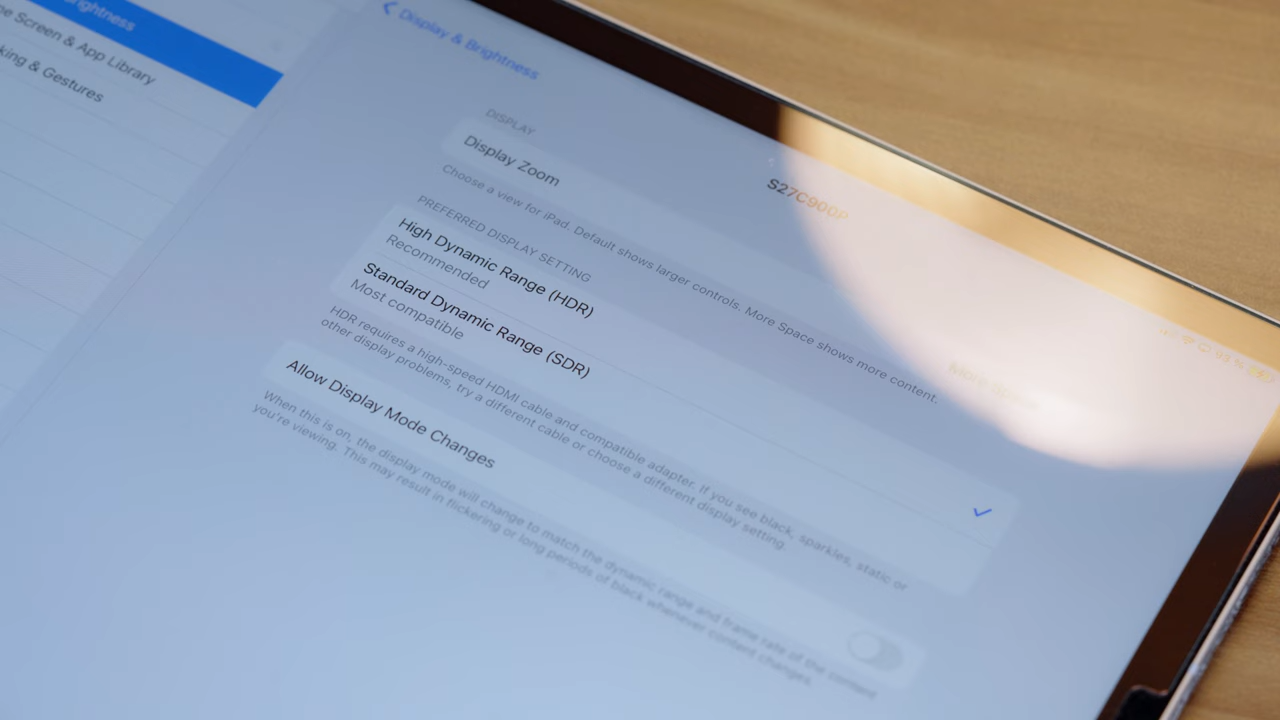 Brightness
Screen & App Library
king & Gestures
Display & Brightness
S27C900P
93 %
DISPLAY
Display Zoom
More Space
Choose a view for iPad. Default shows larger controls. More Space shows more content.
PREFERRED DISPLAY SETTING
High Dynamic Range (HDR)
Recommended
Standard Dynamic Range (SDR)
Most compatible
HDR requires a high-speed HDMI cable and compatible adapter. If you see black, sparkles, static or
other display problems, try a different cable or choose a different display setting.
Allow Display Mode Changes
When this is on, the display mode will change to match the dynamic range and frame rate of the content
you're viewing. This may result in flickering or long periods of black whenever content changes.